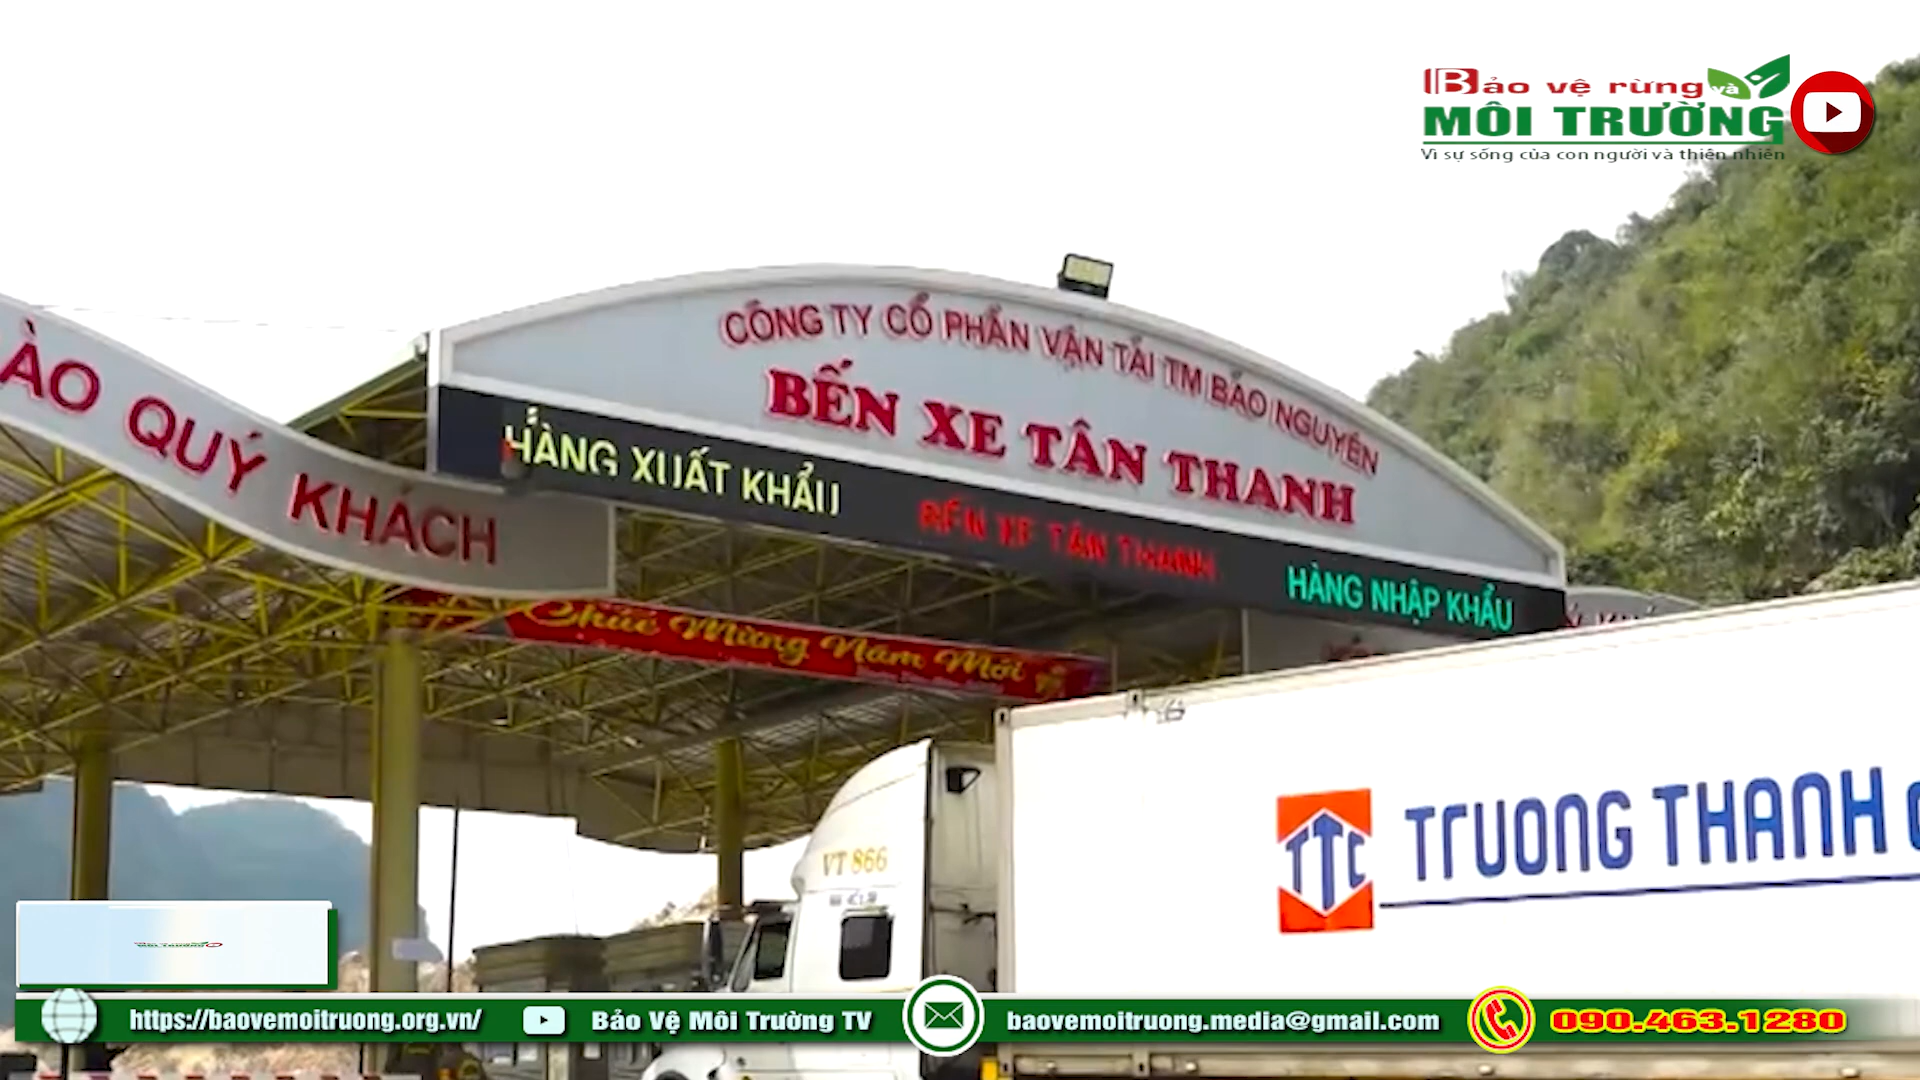 Bảo vệ rừng và
MÔI TRƯỜNG
Vì sự sống của con người và thiên nhiên
CÔNG TY CỔ PHẦN VẬN TẢI TM BẢO NGUYÊN
BẾN XE TÂN THANH
ÀO QUÝ KHÁCH
HÀNG XUẤT KHẨU
BẾN XE TÂN THANH
HÀNG NHẬP KHẨU
Chúc Mừng Năm Mới
VT 866
TTC
TRUONG THANH
https://baovemoitruong.org.vn/
Bảo Vệ Môi Trường TV
baovemoitruong.media@gmail.com
090.463.1280